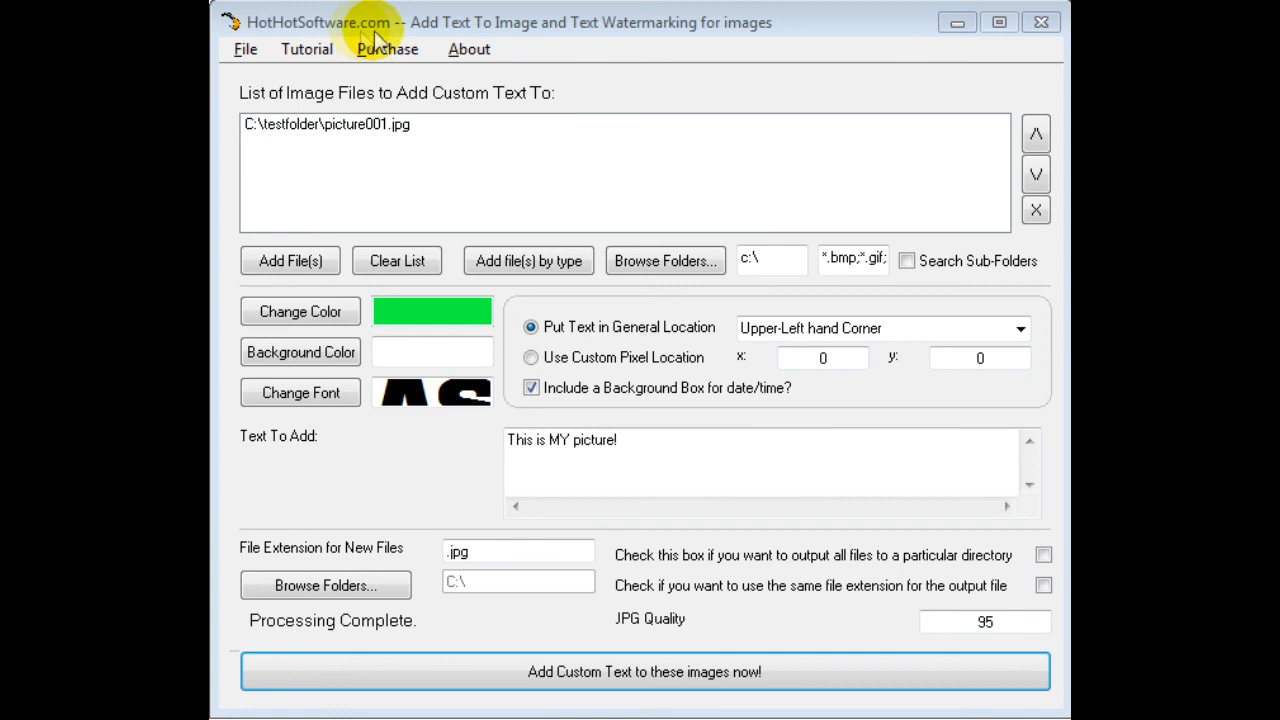 HotHotSoftware.com -- Add Text To Image and Text Watermarking for images
File Tutorial Purchase About
List of Image Files to Add Custom Text To:
C:\testfolder\picture001.jpg
/\
\/
X
Add File(s) Clear List Add file(s) by type Browse Folders... c:\ *.bmp;*.gif; Search Sub-Folders
Change Color
Put Text in General Location Upper-Left hand Corner
Background Color
Use Custom Pixel Location x: 0 y: 0
Change Font AS
Include a Background Box for date/time?
Text To Add:
This is MY picture!
File Extension for New Files .jpg
Check this box if you want to output all files to a particular directory
Browse Folders... C:\
Check if you want to use the same file extension for the output file
Processing Complete.
JPG Quality 95
Add Custom Text to these images now!